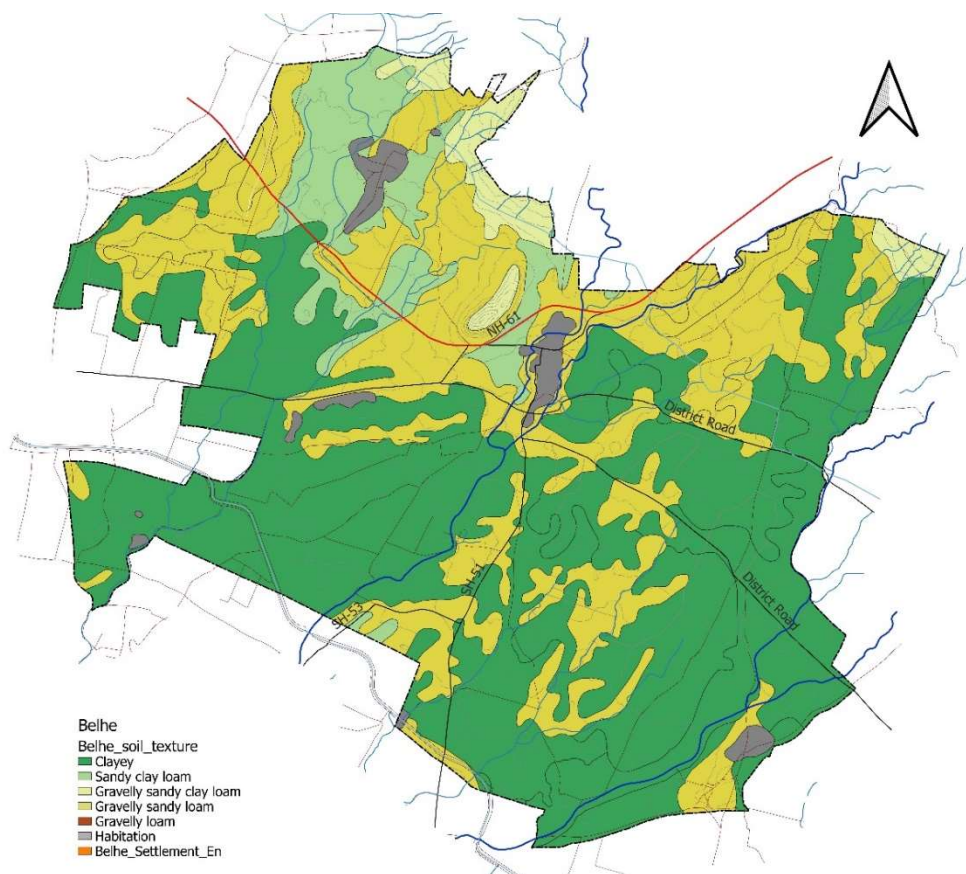 NH-61
District Road
SH-51
District Road
SH-53
Belhe
Belhe_soil_texture
Clayey
Sandy clay loam
Gravelly sandy clay loam
Gravelly sandy loam
Gravelly loam
Habitation
Belhe_Settlement_En